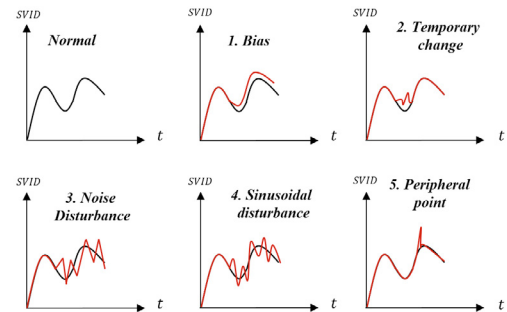 SVID
Normal
t
SVID
1. Bias
t
SVID
2. Temporary
change
t
SVID
3. Noise
Disturbance
t
SVID
4. Sinusoidal
disturbance
t
SVID
5. Peripheral
point
t